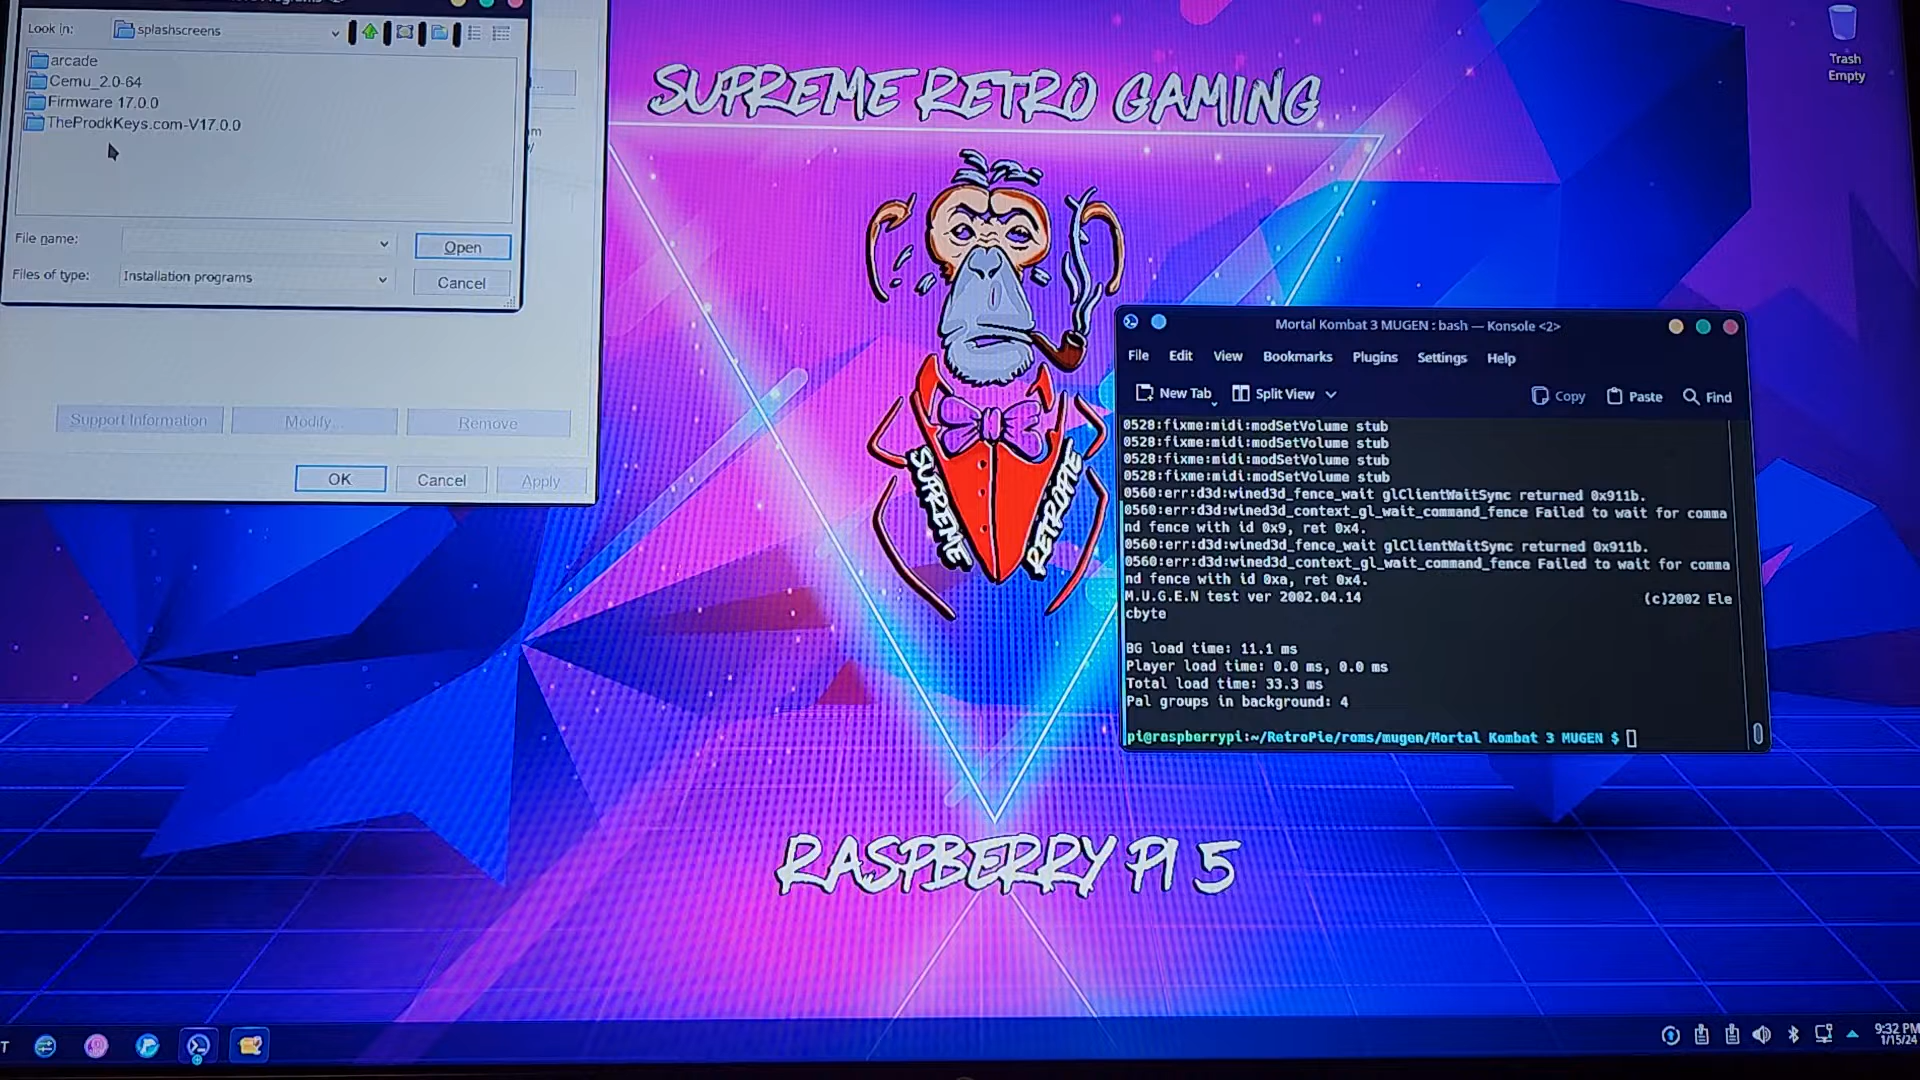 Look in:
splashscreens
arcade
Cemu_2.0-64
Firmware 17.0.0
TheProdkKeys.com-V17.0.0
File name:
Open
Files of type:
Installation programs
Cancel
Support Information
Modify...
Remove
OK
Cancel
Apply
SUPREME RETRO GAMING
SUPREME
RETROPIE
RASPBERRY PI 5
Trash
Empty
Mortal Kombat 3 MUGEN : bash — Konsole <2>
File Edit View Bookmarks Plugins Settings Help
New Tab Split View Copy Paste Find
0528:fixme:midi:modSetVolume stub
0528:fixme:midi:modSetVolume stub
0528:fixme:midi:modSetVolume stub
0528:fixme:midi:modSetVolume stub
0560:err:d3d:wined3d_fence_wait glClientWaitSync returned 0x911b.
0560:err:d3d:wined3d_context_gl_wait_command_fence Failed to wait for comma
nd fence with id 0x9, ret 0x4.
0560:err:d3d:wined3d_fence_wait glClientWaitSync returned 0x911b.
0560:err:d3d:wined3d_context_gl_wait_command_fence Failed to wait for comma
nd fence with id 0xa, ret 0x4.
M.U.G.E.N test ver 2002.04.14 (c)2002 Ele
cbyte
BG load time: 11.1 ms
Player load time: 0.0 ms, 0.0 ms
Total load time: 33.3 ms
Pal groups in background: 4
pi@raspberrypi:~/RetroPie/roms/mugen/Mortal Kombat 3 MUGEN $
9:32 PM
1/15/24